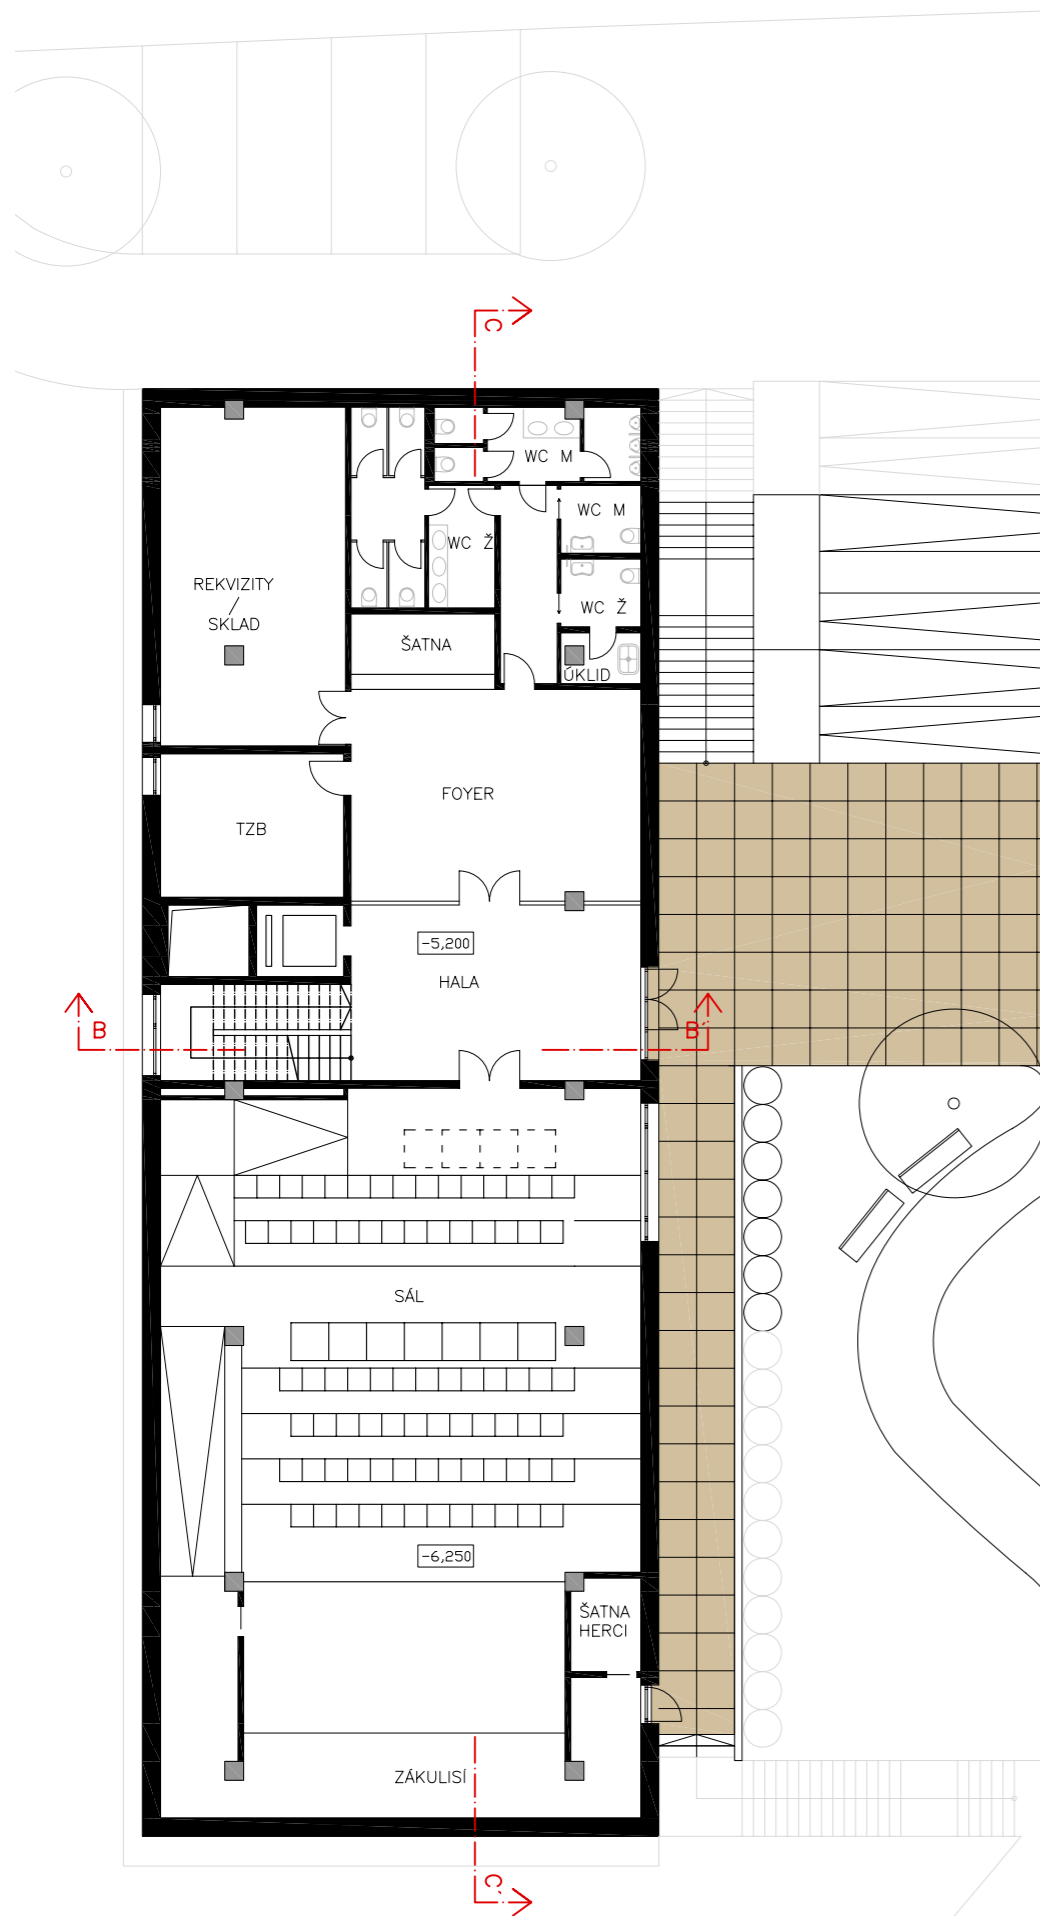 C
WC M
WC M
WC Ž
REKVIZITY
/
SKLAD
WC Ž
ŠATNA
ÚKLID
FOYER
TZB
-5,200
HALA
B
B´
SÁL
-6,250
ŠATNA
HERCI
ZÁKULISÍ
C´